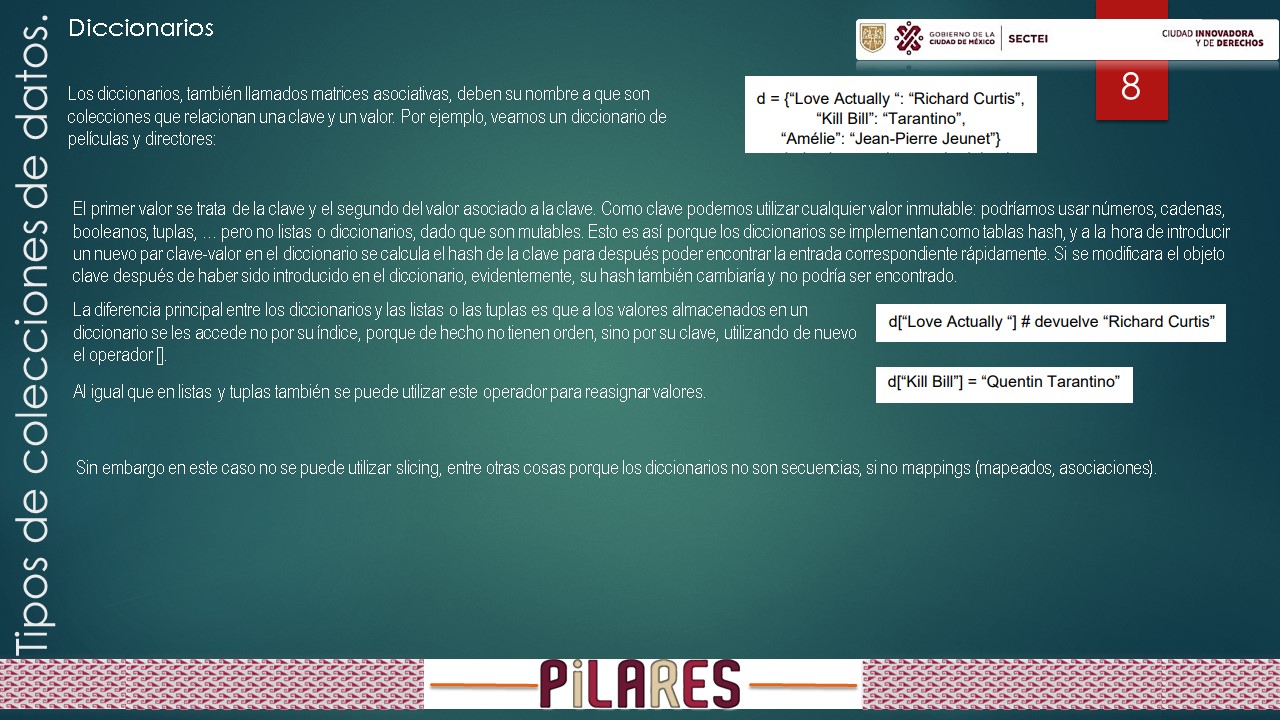 Tipos de colecciones de datos.
Diccionarios
GOBIERNO DE LA
CIUDAD DE MÉXICO
SECTEI
CIUDAD INNOVADORA
Y DE DERECHOS
8
Los diccionarios, también llamados matrices asociativas, deben su nombre a que son
colecciones que relacionan una clave y un valor. Por ejemplo, veamos un diccionario de
películas y directores:
d = {“Love Actually “: “Richard Curtis”,
“Kill Bill”: “Tarantino”,
“Amélie”: “Jean-Pierre Jeunet”}
El primer valor se trata de la clave y el segundo del valor asociado a la clave. Como clave podemos utilizar cualquier valor inmutable: podríamos usar números, cadenas,
booleanos, tuplas, … pero no listas o diccionarios, dado que son mutables. Esto es así porque los diccionarios se implementan como tablas hash, y a la hora de introducir
un nuevo par clave-valor en el diccionario se calcula el hash de la clave para después poder encontrar la entrada correspondiente rápidamente. Si se modificara el objeto
clave después de haber sido introducido en el diccionario, evidentemente, su hash también cambiaría y no podría ser encontrado.
La diferencia principal entre los diccionarios y las listas o las tuplas es que a los valores almacenados en un
diccionario se les accede no por su índice, porque de hecho no tienen orden, sino por su clave, utilizando de nuevo
el operador [].
d[“Love Actually “] # devuelve “Richard Curtis”
Al igual que en listas y tuplas también se puede utilizar este operador para reasignar valores.
d[“Kill Bill”] = “Quentin Tarantino”
Sin embargo en este caso no se puede utilizar slicing, entre otras cosas porque los diccionarios no son secuencias, si no mappings (mapeados, asociaciones).
PiLARES